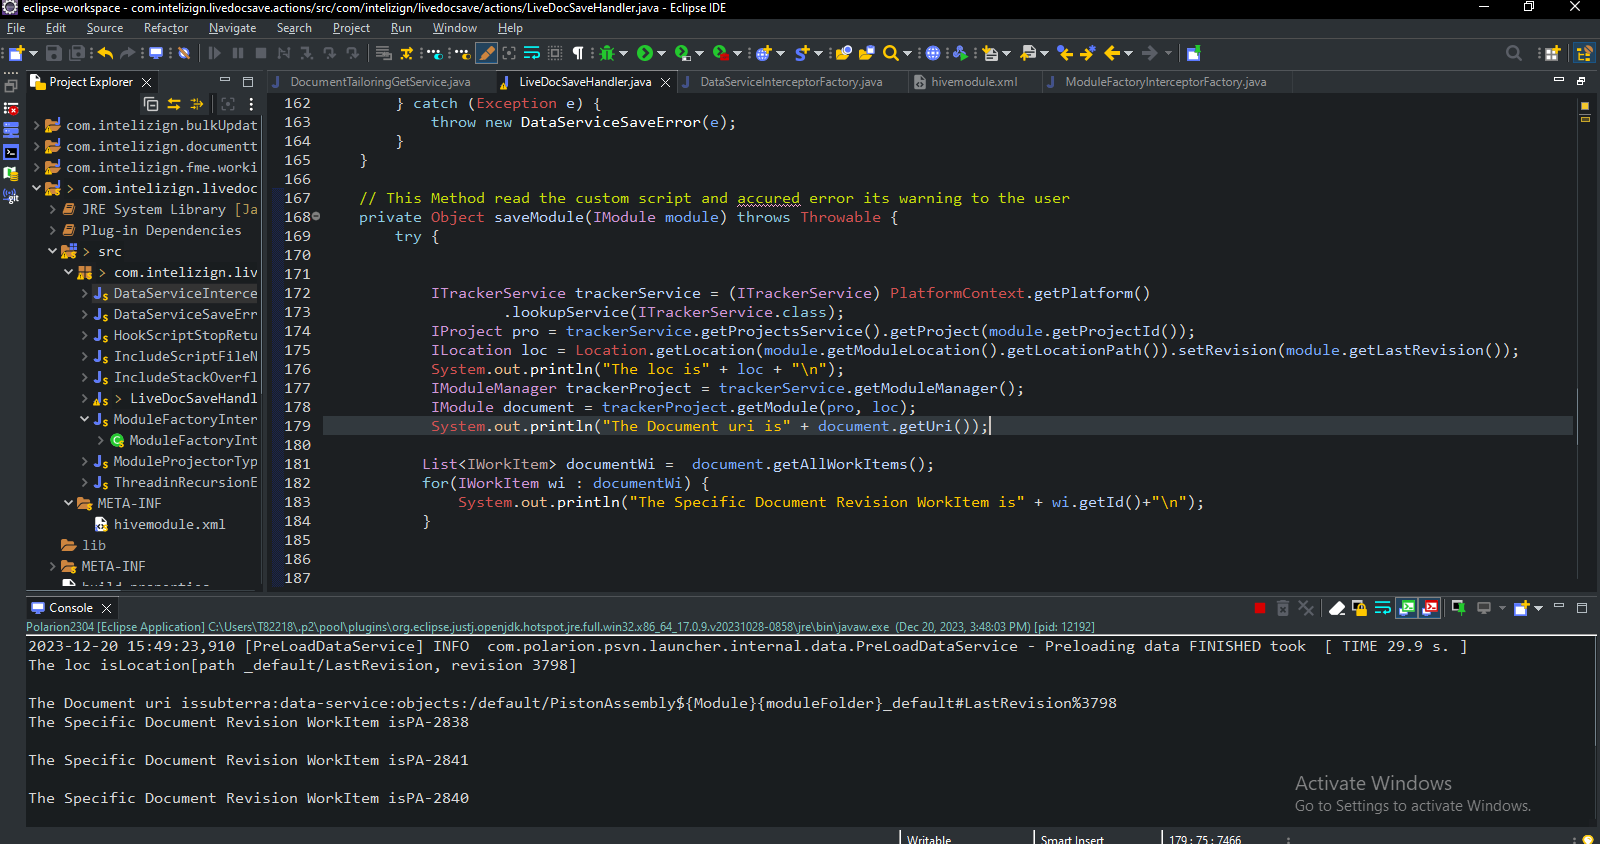 eclipse-workspace - com.intelizign.livedocsave.actions/src/com/intelizign/livedocsave/actions/LiveDocSaveHandler.java - Eclipse IDE
File Edit Source Refactor Navigate Search Project Run Window Help
Project Explorer
DocumentTailoringGetService.java LiveDocSaveHandler.java DataServiceInterceptorFactory.java hivemodule.xml ModuleFactoryInterceptorFactory.java
com.intelizign.bulkUpdat
com.intelizign.documentt
com.intelizign.fme.worki
> com.intelizign.livedoc
JRE System Library [Ja
Plug-in Dependencies
> src
> com.intelizign.liv
DataServiceInterce
DataServiceSaveErr
HookScriptStopRetu
IncludeScriptFileN
IncludeStackOverfl
> LiveDocSaveHandl
ModuleFactoryInter
ModuleFactoryInt
ModuleProjectorTyp
ThreadinRecursionE
META-INF
hivemodule.xml
lib
META-INF
build.properties
162 } catch (Exception e) {
163 throw new DataServiceSaveError(e);
164 }
165 }
166
167 // This Method read the custom script and accured error its warning to the user
168 private Object saveModule(IModule module) throws Throwable {
169 try {
170
171
172 ITrackerService trackerService = (ITrackerService) PlatformContext.getPlatform()
173 .lookupService(ITrackerService.class);
174 IProject pro = trackerService.getProjectsService().getProject(module.getProjectId());
175 ILocation loc = Location.getLocation(module.getModuleLocation().getLocationPath()).setRevision(module.getLastRevision());
176 System.out.println("The loc is" + loc + "\n");
177 IModuleManager trackerProject = trackerService.getModuleManager();
178 IModule document = trackerProject.getModule(pro, loc);
179 System.out.println("The Document uri is" + document.getUri());
180
181 List<IWorkItem> documentWi = document.getAllWorkItems();
182 for(IWorkItem wi : documentWi) {
183 System.out.println("The Specific Document Revision WorkItem is" + wi.getId()+"\n");
184 }
185
186
187
Console
Polarion2304 [Eclipse Application] C:\Users\T82218\.p2\pool\plugins\org.eclipse.justj.openjdk.hotspot.jre.full.win32.x86_64_17.0.9.v20231028-0858\jre\bin\javaw.exe (Dec 20, 2023, 3:48:03 PM) [pid: 12192]
2023-12-20 15:49:23,910 [PreLoadDataService] INFO com.polarion.psvn.launcher.internal.data.PreLoadDataService - Preloading data FINISHED took [ TIME 29.9 s. ]
The loc isLocation[path _default/LastRevision, revision 3798]
The Document uri issubterra:data-service:objects:/default/PistonAssembly${Module}{moduleFolder}_default#LastRevision%3798
The Specific Document Revision WorkItem isPA-2838
The Specific Document Revision WorkItem isPA-2841
The Specific Document Revision WorkItem isPA-2840
Activate Windows
Go to Settings to activate Windows.
Writable Smart Insert 179 : 75 : 7466